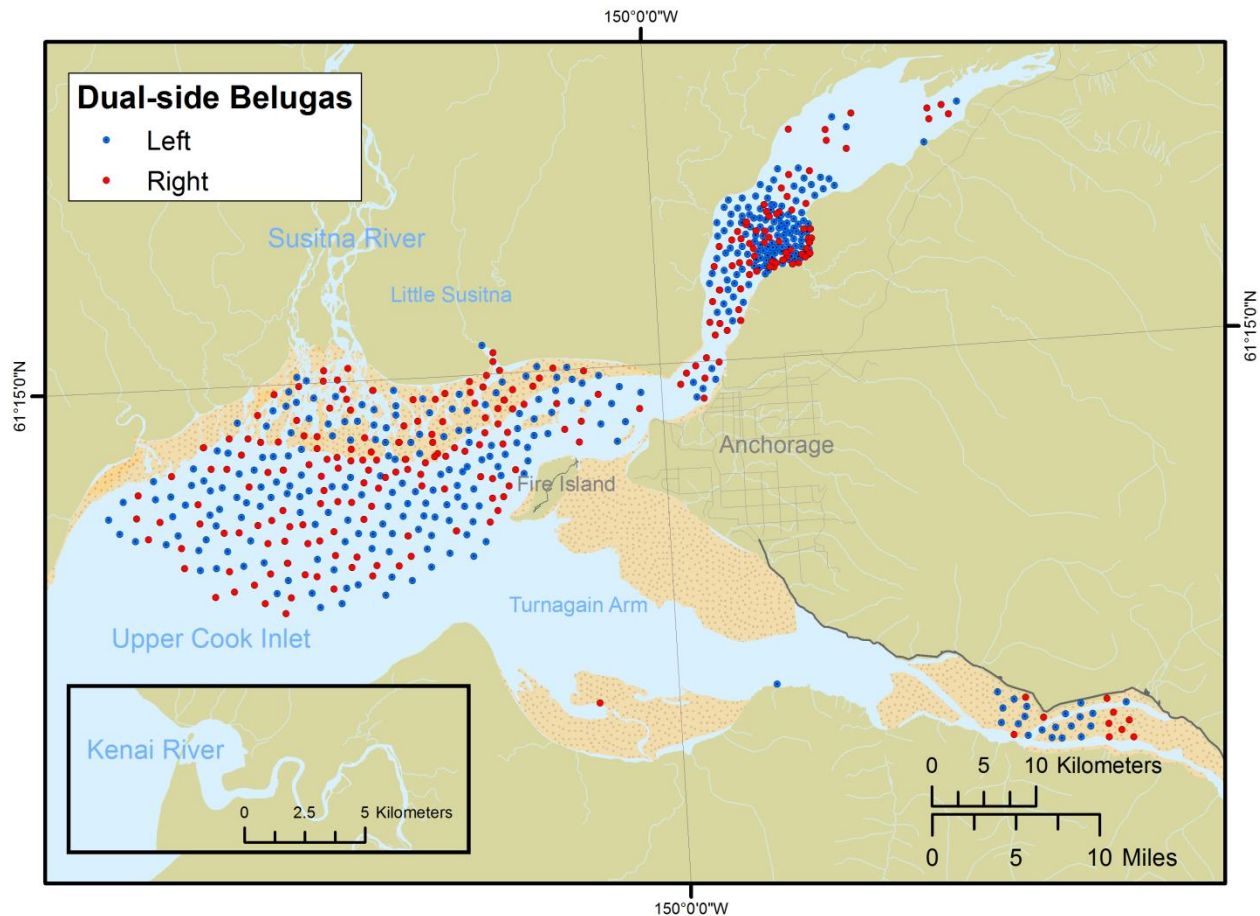 150°0'0"W
Dual-side Belugas
Left
Right
Susitna River
Little Susitna
61°15'0"N
61°15'0"N
Anchorage
Fire Island
Turnagain Arm
Upper Cook Inlet
Kenai River
0 2.5 5 Kilometers
0 5 10 Kilometers
0 5 10 Miles
150°0'0"W